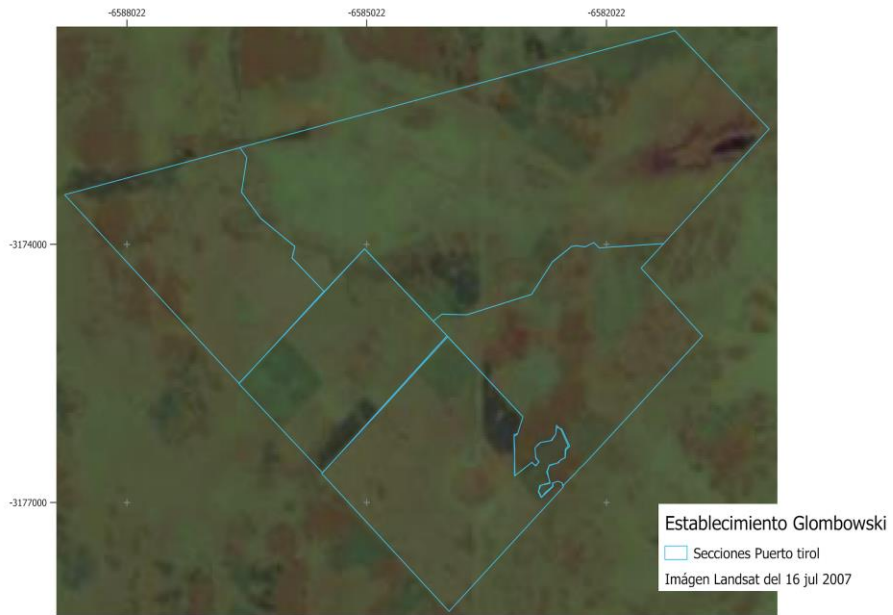 -6588022 -6585022 -6582022
-3174000
-3177000
Establecimiento Glombowski
Secciones Puerto tirol
Imágen Landsat del 16 jul 2007